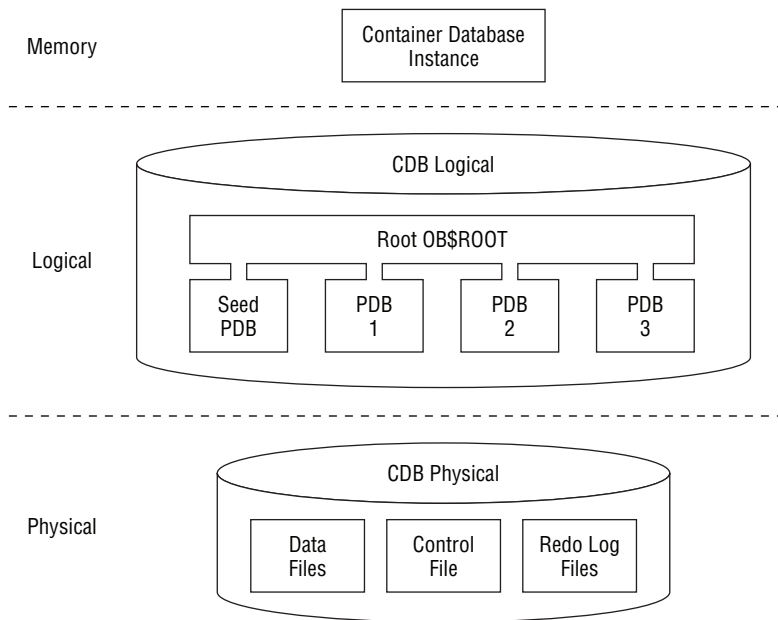 Memory
Container Database
Instance
CDB Logical
Logical
Root OB$ROOT
Seed
PDB
PDB
1
PDB
2
PDB
3
CDB Physical
Physical
Data
Files
Control
File
Redo Log
Files